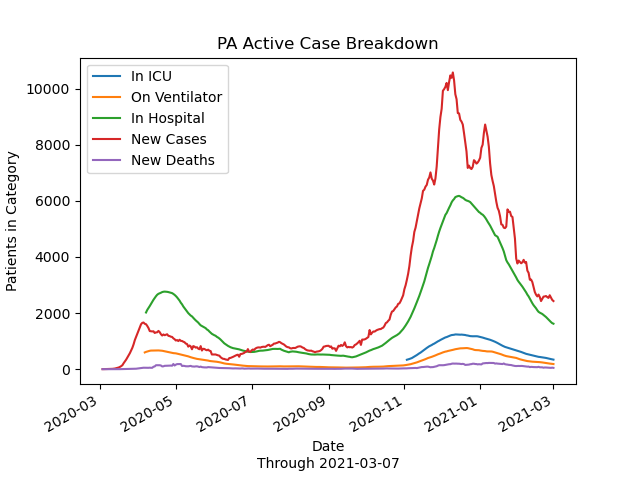 PA Active Case Breakdown
In ICU
On Ventilator
In Hospital
New Cases
New Deaths
Patients in Category
10000
8000
6000
4000
2000
0
2020-03
2020-05
2020-07
2020-09
2020-11
2021-01
2021-03
Date
Through 2021-03-07